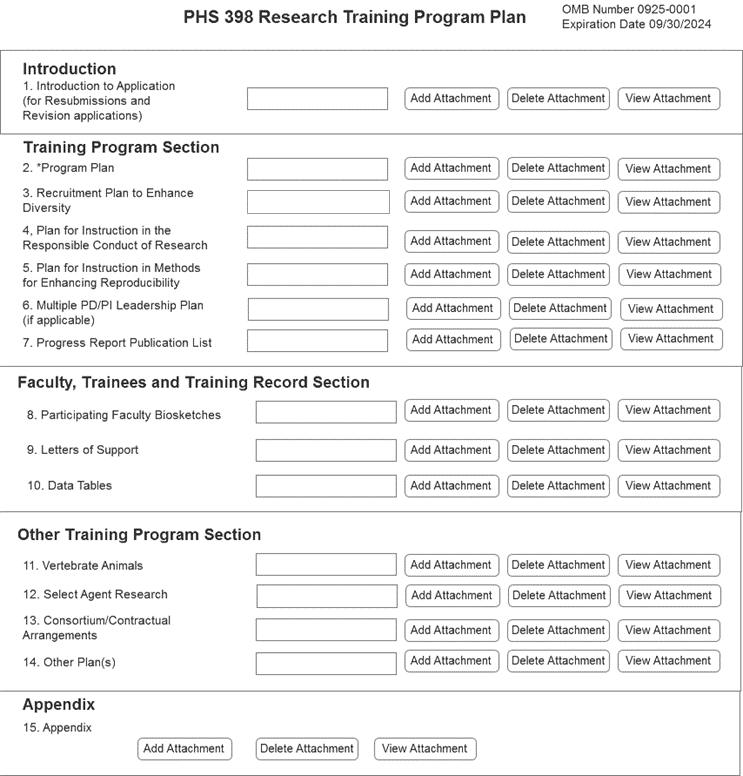 PHS 398 Research Training Program Plan
OMB Number 0925-0001
Expiration Date 09/30/2024
Introduction
1. Introduction to Application
(for Resubmissions and
Revision applications)
Add Attachment Delete Attachment View Attachment
Training Program Section
2. *Program Plan
Add Attachment Delete Attachment View Attachment
3. Recruitment Plan to Enhance
Diversity
Add Attachment Delete Attachment View Attachment
4, Plan for Instruction in the
Responsible Conduct of Research
Add Attachment Delete Attachment View Attachment
5. Plan for Instruction in Methods
for Enhancing Reproducibility
Add Attachment Delete Attachment View Attachment
6. Multiple PD/PI Leadership Plan
(if applicable)
Add Attachment Delete Attachment View Attachment
7. Progress Report Publication List
Add Attachment Delete Attachment View Attachment
Faculty, Trainees and Training Record Section
8. Participating Faculty Biosketches
Add Attachment Delete Attachment View Attachment
9. Letters of Support
Add Attachment Delete Attachment View Attachment
10. Data Tables
Add Attachment Delete Attachment View Attachment
Other Training Program Section
11. Vertebrate Animals
Add Attachment Delete Attachment View Attachment
12. Select Agent Research
Add Attachment Delete Attachment View Attachment
13. Consortium/Contractual
Arrangements
Add Attachment Delete Attachment View Attachment
14. Other Plan(s)
Add Attachment Delete Attachment View Attachment
Appendix
15. Appendix
Add Attachment Delete Attachment View Attachment